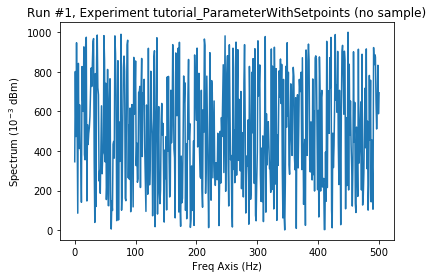 Run #1, Experiment tutorial_ParameterWithSetpoints (no sample)
1000
800
600
400
200
0
Spectrum (10⁻³ dBm)
0 100 200 300 400 500
Freq Axis (Hz)